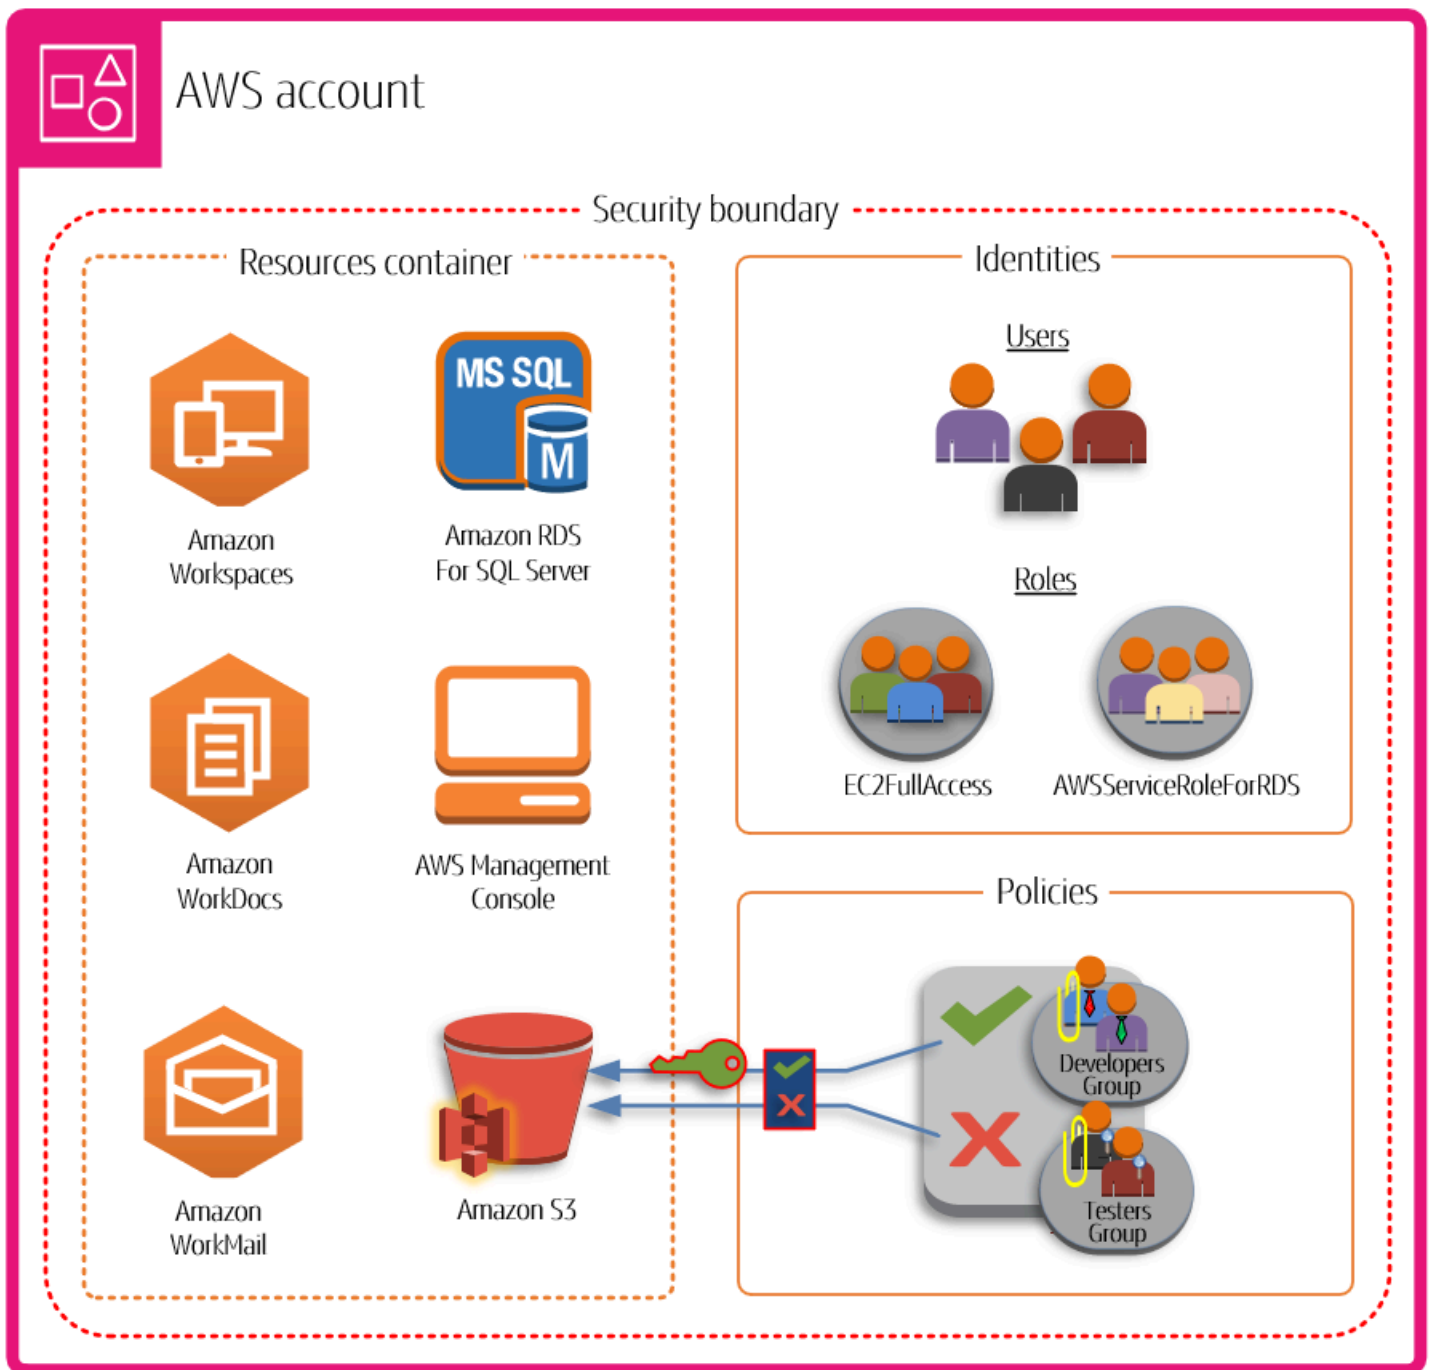 AWS account
Security boundary
Resources container
Amazon
Workspaces
MS SQL
M
Amazon RDS
For SQL Server
Amazon
WorkDocs
AWS Management
Console
Amazon
WorkMail
Amazon S3
Identities
Users
Roles
EC2FullAccess
AWSServiceRoleForRDS
Policies
Developers
Group
Testers
Group